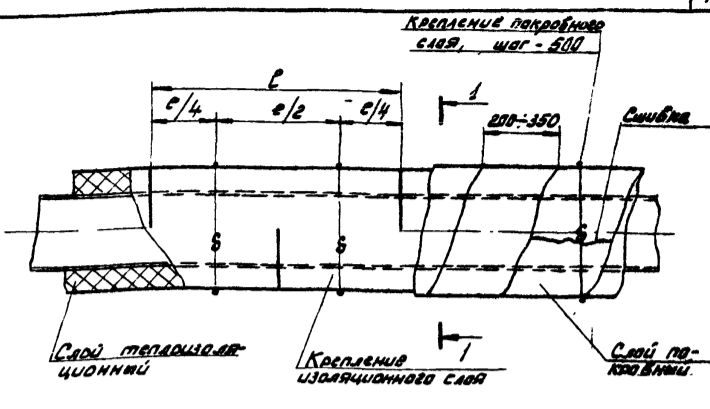 Крепление покровного
слоя, шаг - 500
ℓ
1
ℓ/4
ℓ/2
ℓ/4
200÷350
Сшивка
Слой теплоизоля-
ционный
Крепление
изоляционного слоя
1
Слой по-
кровный.